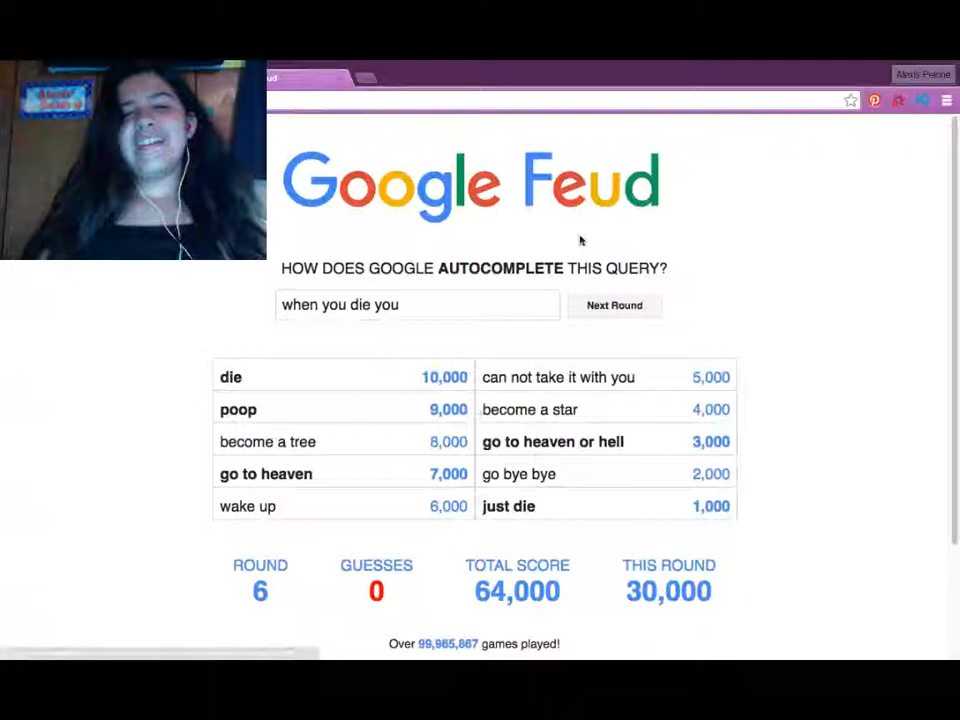 ud
Alexis Peirine
Google Feud
HOW DOES GOOGLE AUTOCOMPLETE THIS QUERY?
when you die you
Next Round
die 10,000 can not take it with you 5,000
poop 9,000 become a star 4,000
become a tree 8,000 go to heaven or hell 3,000
go to heaven 7,000 go bye bye 2,000
wake up 6,000 just die 1,000
ROUND GUESSES TOTAL SCORE THIS ROUND
6 0 64,000 30,000
Over 99,965,867 games played!